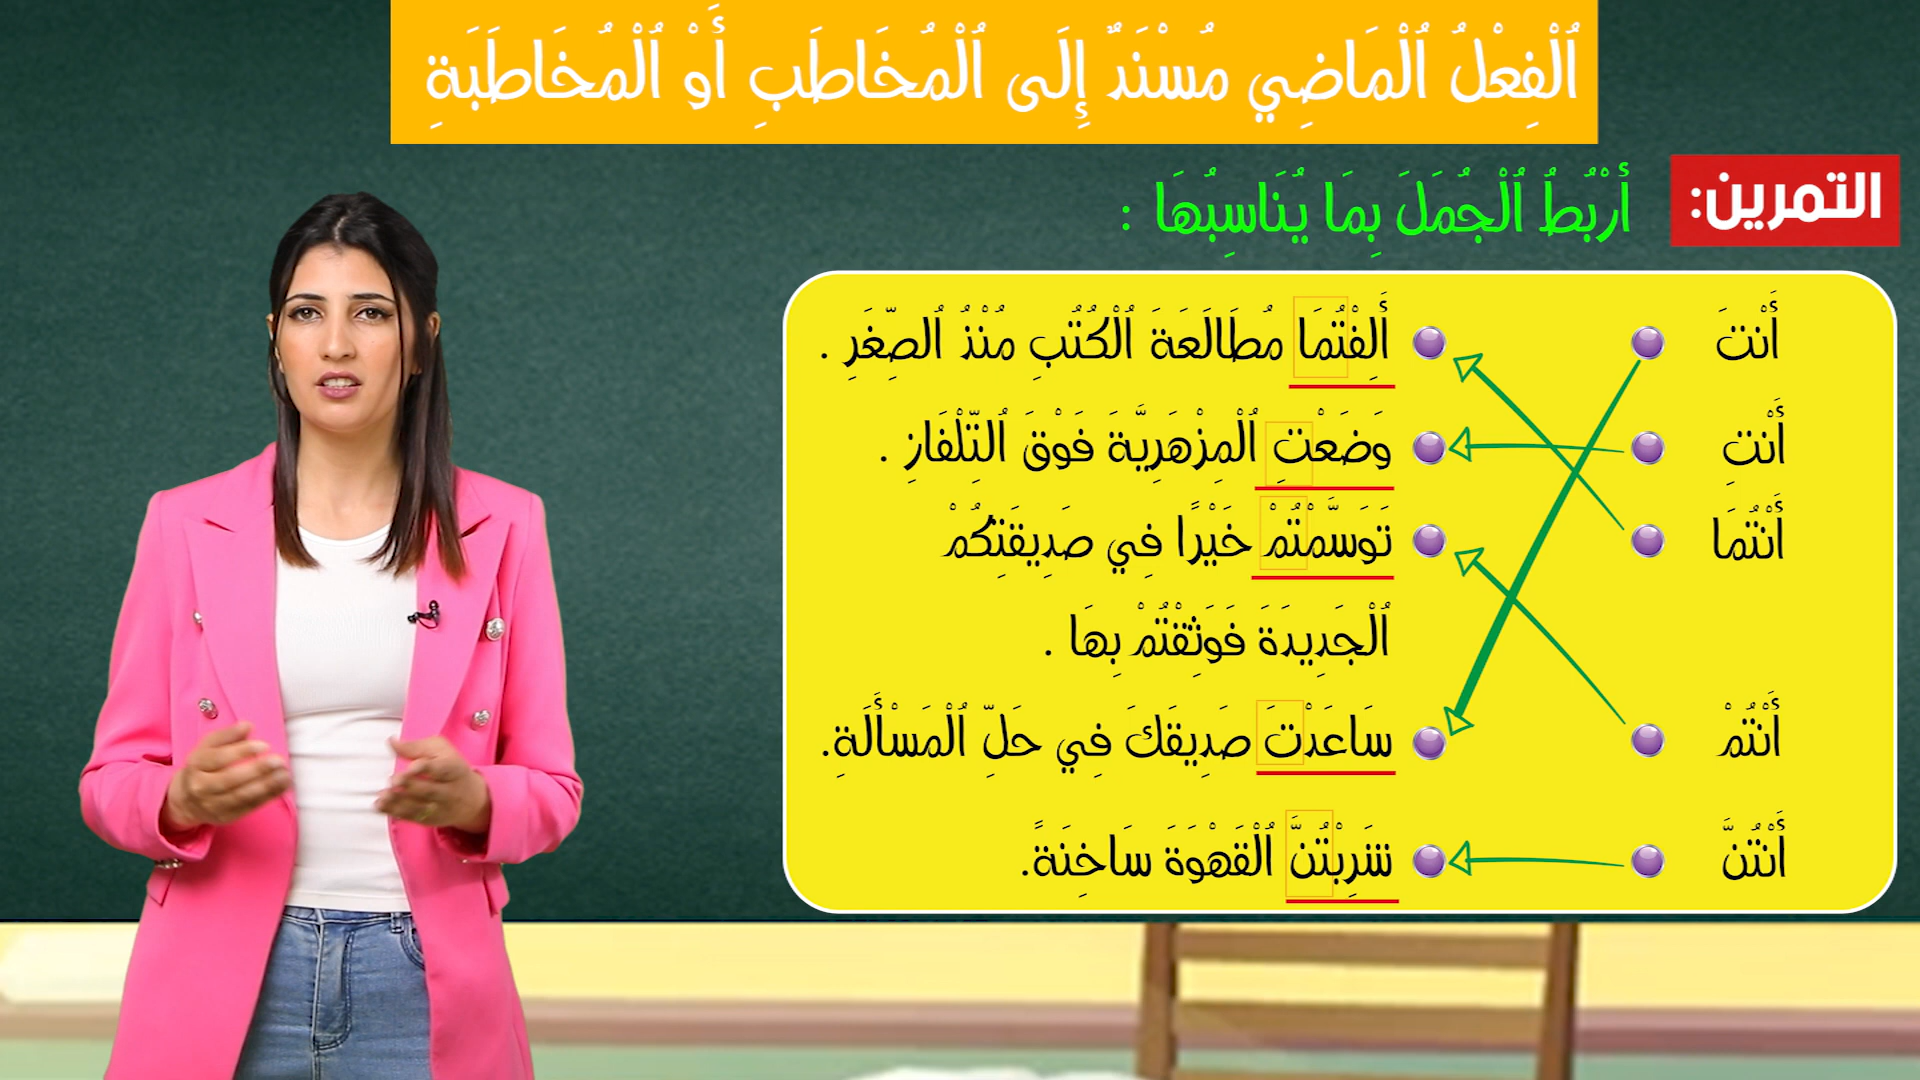 اُلْفِعْلُ اُلْمَاضِي مُسْنَدٌ إِلَى اُلْمُخَاطَبِ أَوْ اُلْمُخَاطَبَةِ
التمرين:
أَرْبُطُ اُلْجُمَلَ بِمَا يُنَاسِبُهَا :
أَنْتَ
أَلِفْتُمَا مُطَالَعَةَ اُلْكُتُبِ مُنْذُ اُلصِّغَرِ .
أَنْتِ
وَضَعْتِ اُلْمِزْهَرِيَّةَ فَوْقَ اُلتِّلْفَازِ .
أَنْتُمَا
تَوَسَّمْتُمْ خَيْرًا فِي صَدِيقَتِكُمْ
اُلْجَدِيدَةَ فَوَثِقْتُمْ بِهَا .
أَنْتُمْ
سَاعَدْتَ صَدِيقَكَ فِي حَلِّ اُلْمَسْأَلَةِ.
أَنْتُنَّ
شَرِبْتُنَّ اُلْقَهْوَةَ سَاخِنَةً.